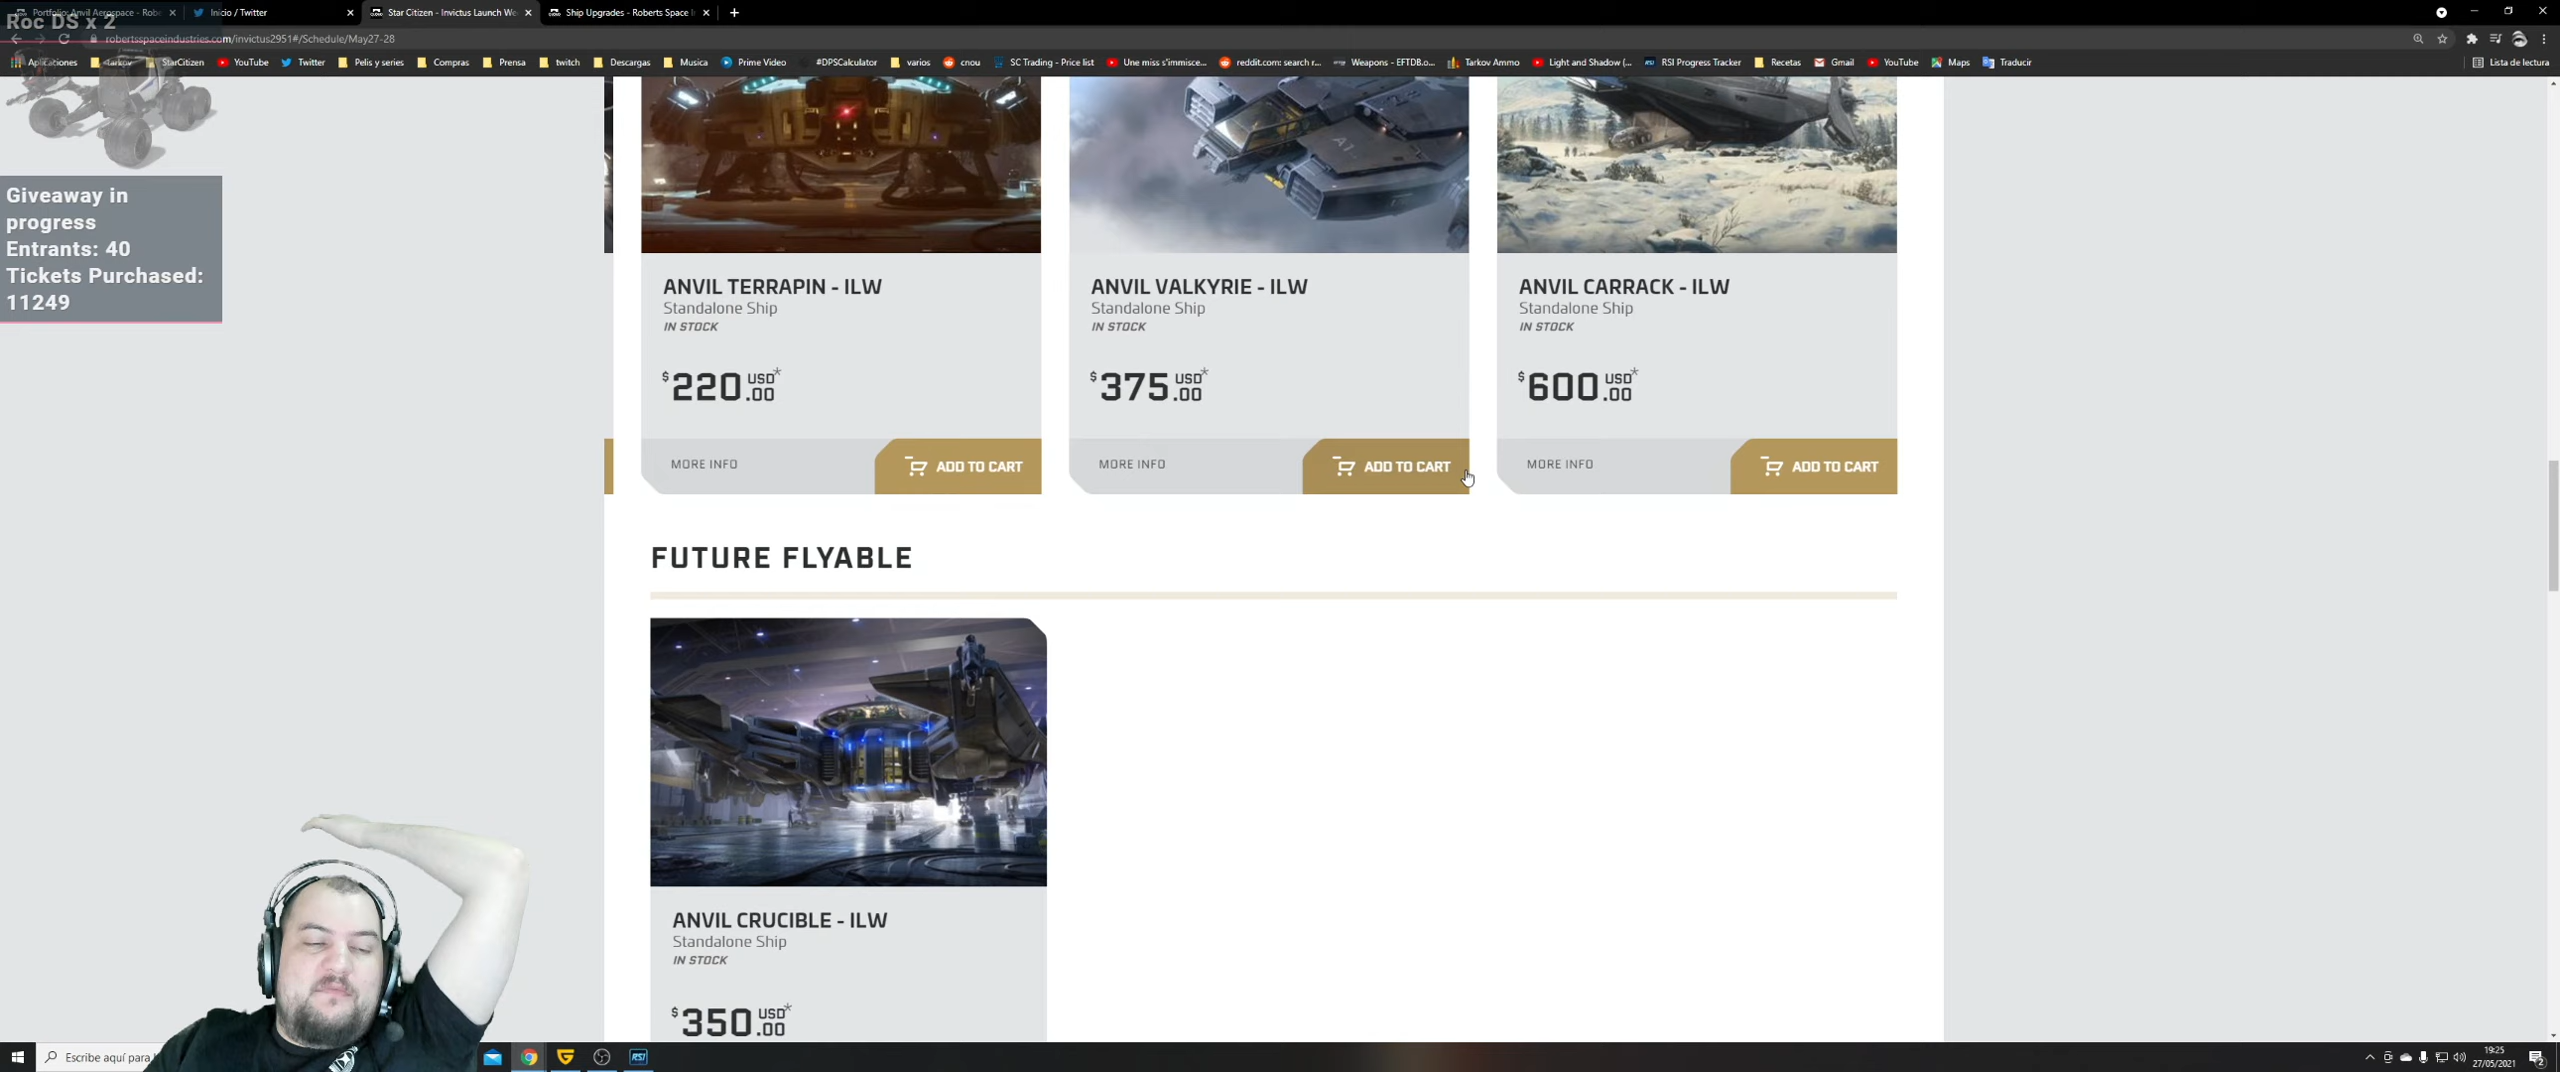 Portfolio: Anvil Aerospace - Robe
Inicio / Twitter
Star Citizen - Invictus Launch We
Ship Upgrades - Roberts Space I
Roc DS x 2
robertsspaceindustries.com/invictus2951#/Schedule/May27-28
Aplicaciones
tarkov
StarCitizen
YouTube
Twitter
Pelis y series
Compras
Prensa
twitch
Descargas
Musica
Prime Video
#DPSCalculator
varios
cnou
SC Trading - Price list
Une miss s'immisce...
reddit.com: search r...
Weapons - EFTDB.o...
Tarkov Ammo
Light and Shadow (...
RSI Progress Tracker
Recetas
Gmail
YouTube
Maps
Traducir
Lista de lectura
Giveaway in
progress
Entrants: 40
Tickets Purchased:
11249
A1
ANVIL TERRAPIN - ILW
Standalone Ship
IN STOCK
$220 USD* .00
MORE INFO
ADD TO CART
ANVIL VALKYRIE - ILW
Standalone Ship
IN STOCK
$375 USD* .00
MORE INFO
ADD TO CART
ANVIL CARRACK - ILW
Standalone Ship
IN STOCK
$600 USD* .00
MORE INFO
ADD TO CART
FUTURE FLYABLE
ANVIL CRUCIBLE - ILW
Standalone Ship
IN STOCK
$350 USD* .00
Escribe aquí para
RSI
19:25
27/05/2021
2